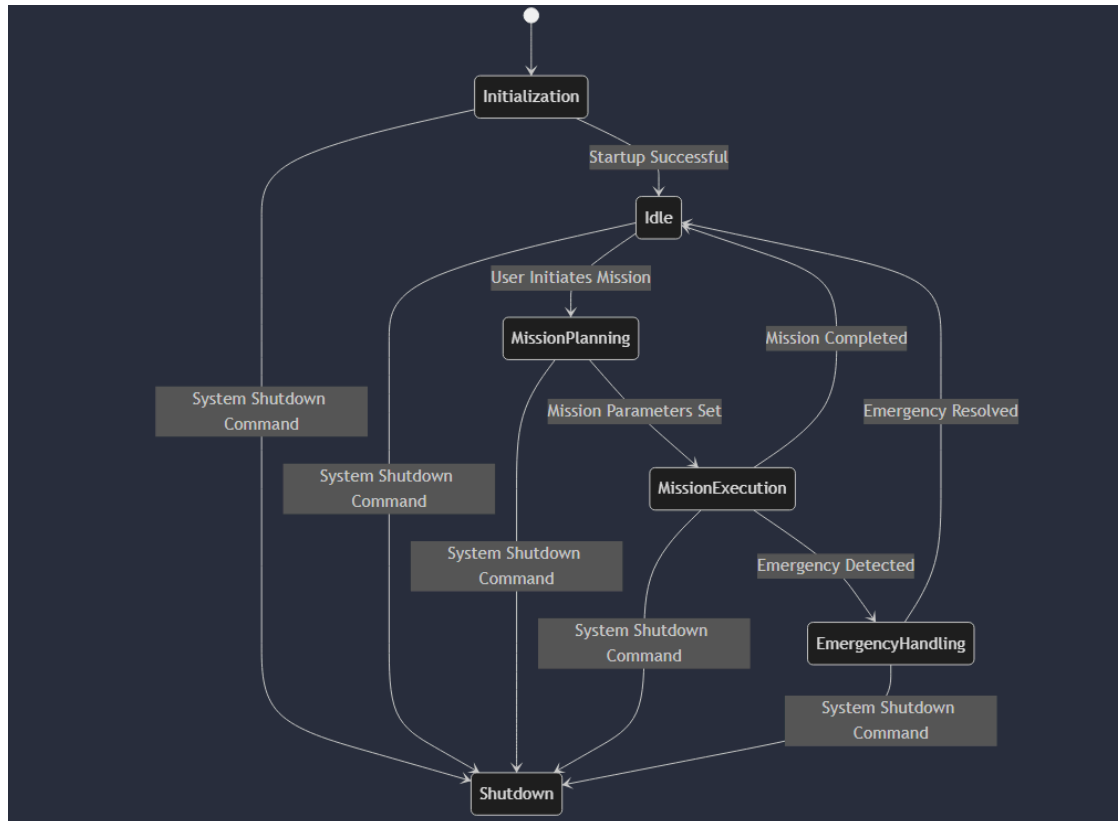 Initialization
Startup Successful
Idle
User Initiates Mission
MissionPlanning
Mission Completed
System Shutdown
Command
Mission Parameters Set
Emergency Resolved
System Shutdown
Command
MissionExecution
System Shutdown
Command
Emergency Detected
System Shutdown
Command
EmergencyHandling
System Shutdown
Command
Shutdown